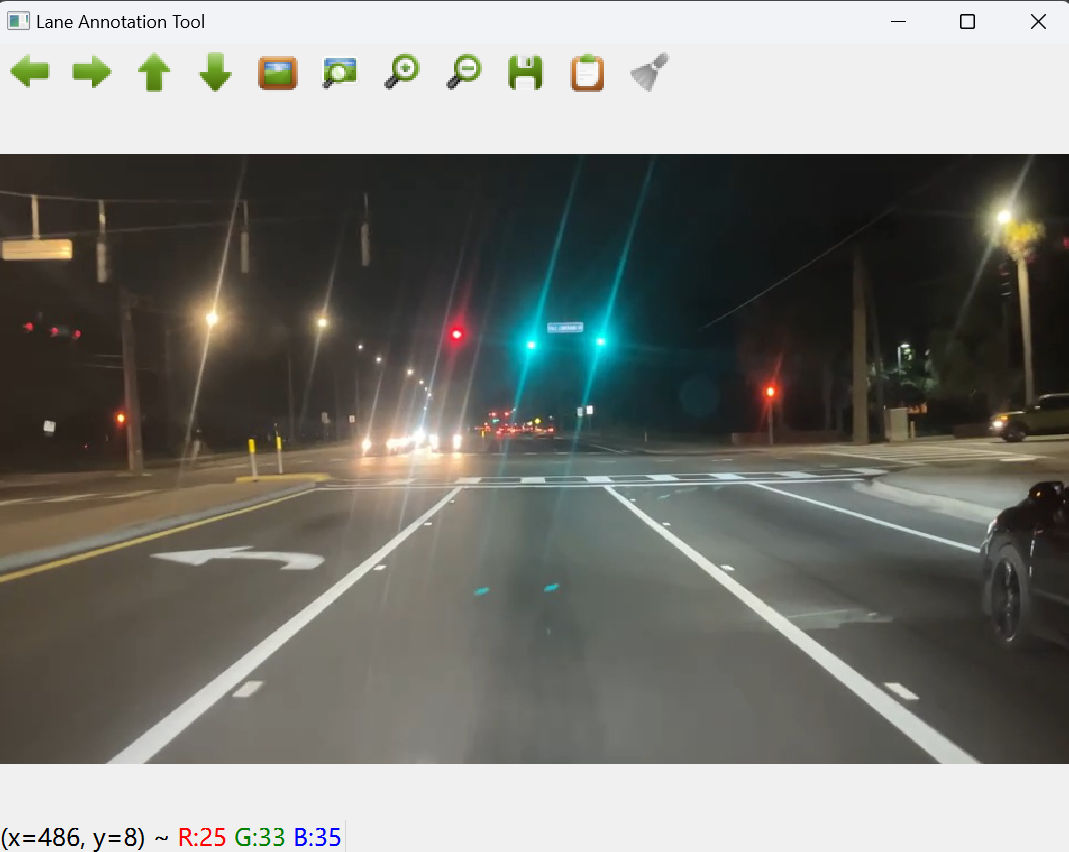 Lane Annotation Tool
(x=486, y=8) ~ R:25 G:33 B:35